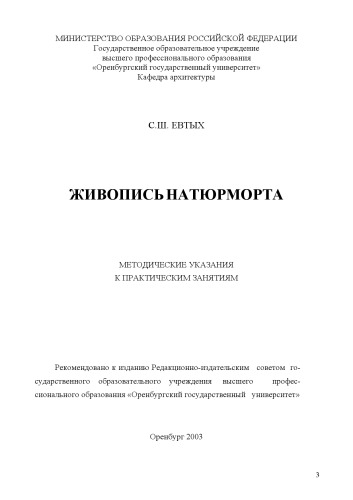 МИНИСТЕРСТВО ОБРАЗОВАНИЯ РОССИЙСКОЙ ФЕДЕРАЦИИ
Государственное образовательное учреждение
высшего профессионального образования
«Оренбургский государственный университет»
Кафедра архитектуры
С.Ш. ЕВТЫХ
ЖИВОПИСЬ НАТЮРМОРТА
МЕТОДИЧЕСКИЕ УКАЗАНИЯ
К ПРАКТИЧЕСКИМ ЗАНЯТИЯМ
Рекомендовано к изданию Редакционно-издательским советом го-
сударственного образовательного учреждения высшего профес-
сионального образования «Оренбургский государственный университет»
Оренбург 2003
3